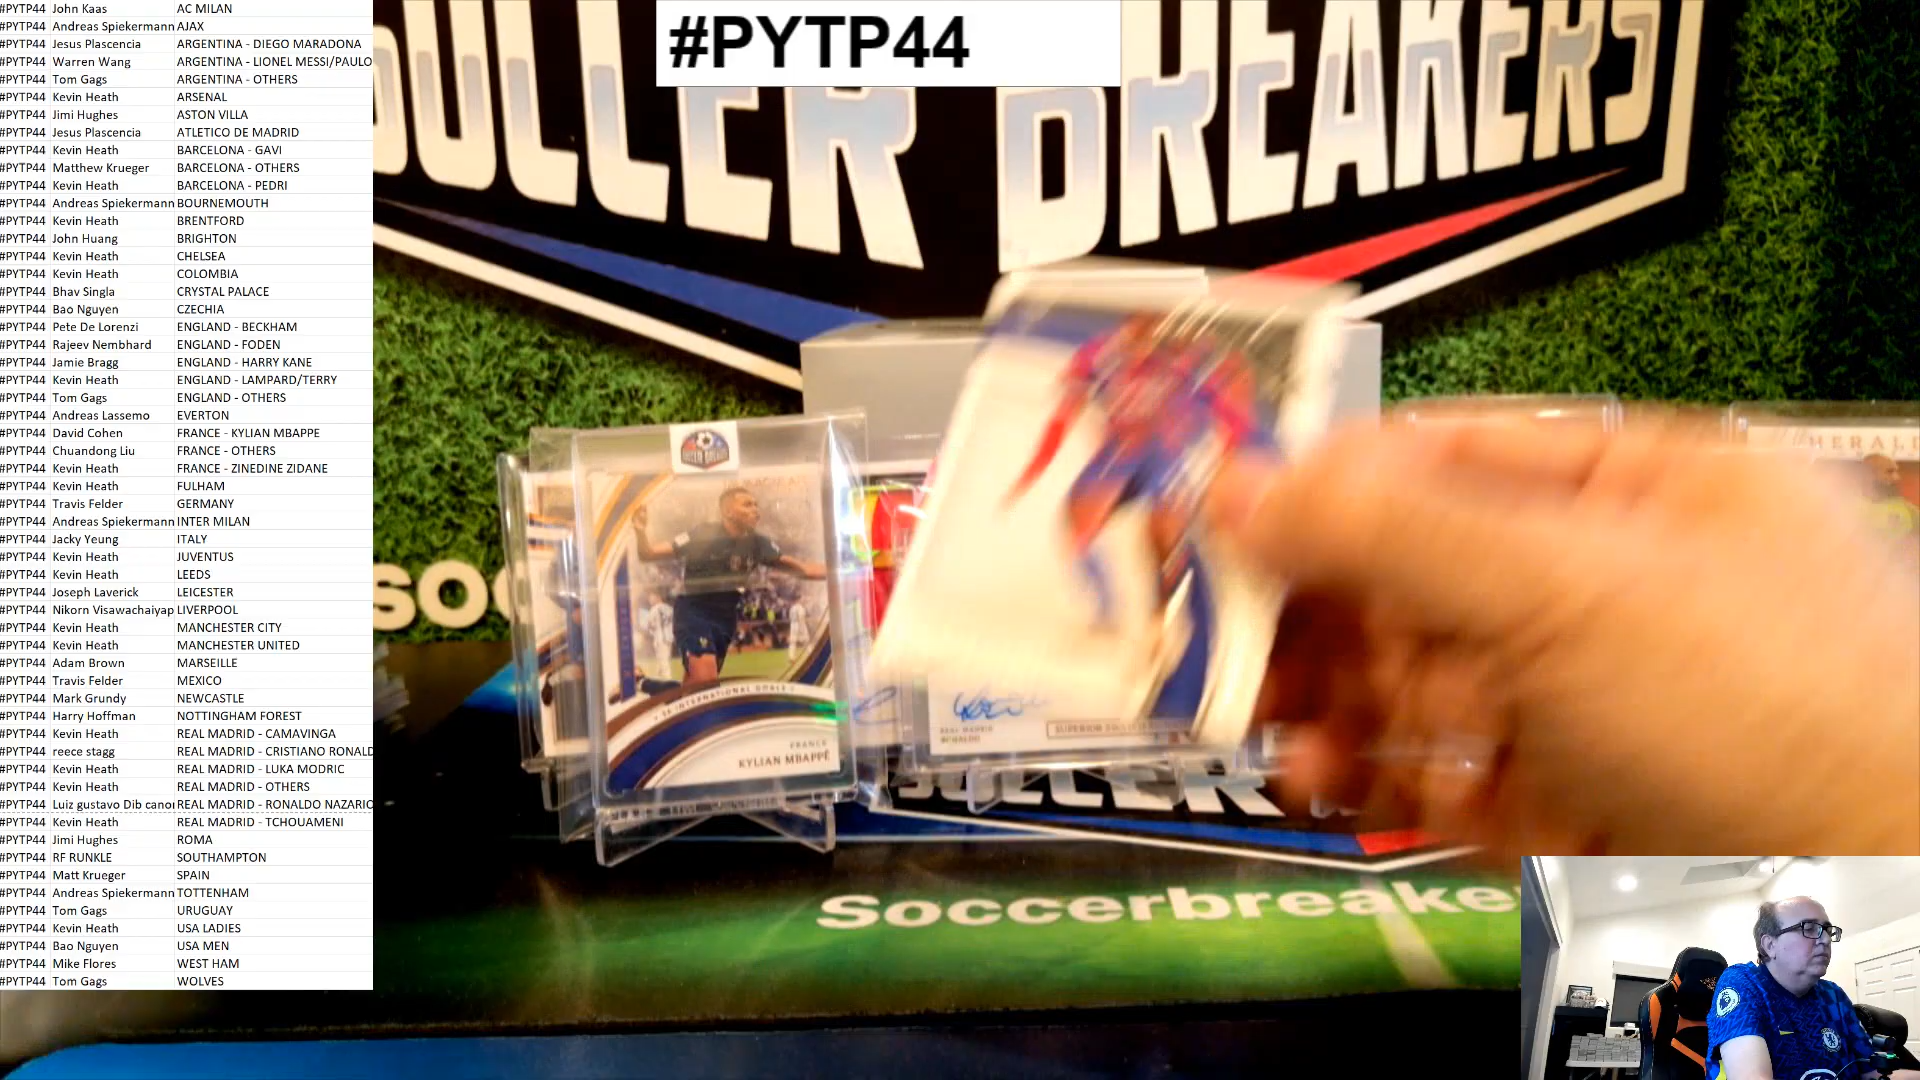 #PYTP44 John Kaas AC MILAN
#PYTP44 Andreas Spiekermann AJAX
#PYTP44 Jesus Plascencia ARGENTINA - DIEGO MARADONA
#PYTP44 Warren Wang ARGENTINA - LIONEL MESSI/PAULO
#PYTP44 Tom Gags ARGENTINA - OTHERS
#PYTP44 Kevin Heath ARSENAL
#PYTP44 Jimi Hughes ASTON VILLA
#PYTP44 Jesus Plascencia ATLETICO DE MADRID
#PYTP44 Kevin Heath BARCELONA - GAVI
#PYTP44 Matthew Krueger BARCELONA - OTHERS
#PYTP44 Kevin Heath BARCELONA - PEDRI
#PYTP44 Andreas Spiekermann BOURNEMOUTH
#PYTP44 Kevin Heath BRENTFORD
#PYTP44 John Huang BRIGHTON
#PYTP44 Kevin Heath CHELSEA
#PYTP44 Kevin Heath COLOMBIA
#PYTP44 Bhav Singla CRYSTAL PALACE
#PYTP44 Bao Nguyen CZECHIA
#PYTP44 Pete De Lorenzi ENGLAND - BECKHAM
#PYTP44 Rajeev Nembhard ENGLAND - FODEN
#PYTP44 Jamie Bragg ENGLAND - HARRY KANE
#PYTP44 Kevin Heath ENGLAND - LAMPARD/TERRY
#PYTP44 Tom Gags ENGLAND - OTHERS
#PYTP44 Andreas Lassemo EVERTON
#PYTP44 David Cohen FRANCE - KYLIAN MBAPPE
#PYTP44 Chuandong Liu FRANCE - OTHERS
#PYTP44 Kevin Heath FRANCE - ZINEDINE ZIDANE
#PYTP44 Kevin Heath FULHAM
#PYTP44 Travis Felder GERMANY
#PYTP44 Andreas Spiekermann INTER MILAN
#PYTP44 Jacky Yeung ITALY
#PYTP44 Kevin Heath JUVENTUS
#PYTP44 Kevin Heath LEEDS
#PYTP44 Joseph Laverick LEICESTER
#PYTP44 Nikorn Visawachaiyap LIVERPOOL
#PYTP44 Kevin Heath MANCHESTER CITY
#PYTP44 Kevin Heath MANCHESTER UNITED
#PYTP44 Adam Brown MARSEILLE
#PYTP44 Travis Felder MEXICO
#PYTP44 Mark Grundy NEWCASTLE
#PYTP44 Harry Hoffman NOTTINGHAM FOREST
#PYTP44 Kevin Heath REAL MADRID - CAMAVINGA
#PYTP44 reece stagg REAL MADRID - CRISTIANO RONALD
#PYTP44 Kevin Heath REAL MADRID - LUKA MODRIC
#PYTP44 Kevin Heath REAL MADRID - OTHERS
#PYTP44 Luiz gustavo Dib canoi REAL MADRID - RONALDO NAZARIO
#PYTP44 Kevin Heath REAL MADRID - TCHOUAMENI
#PYTP44 Jimi Hughes ROMA
#PYTP44 RF RUNKLE SOUTHAMPTON
#PYTP44 Matt Krueger SPAIN
#PYTP44 Andreas Spiekermann TOTTENHAM
#PYTP44 Tom Gags URUGUAY
#PYTP44 Kevin Heath USA LADIES
#PYTP44 Bao Nguyen USA MEN
#PYTP44 Mike Flores WEST HAM
#PYTP44 Tom Gags WOLVES
#PYTP44
SOCCER BREAKERS
HERALD
INTERNATIONAL GOALS
FRANCE
KYLIAN MBAPPÉ
REAL MADRID
RONALDO
SOCCER
Soccerbreake